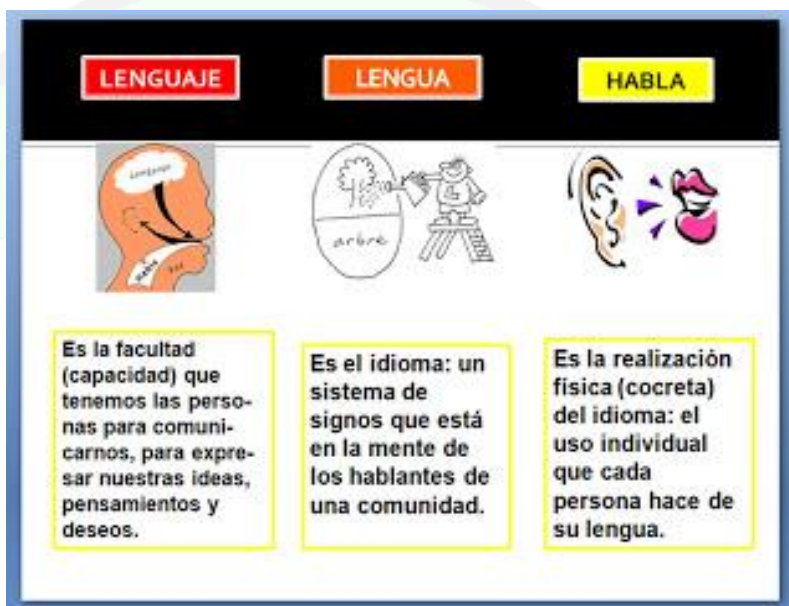 LENGUAJE
LENGUA
HABLA
Lenguaje
Habla
arbre
Es la facultad
(capacidad) que
tenemos las perso-
nas para comuni-
carnos, para expre-
sar nuestras ideas,
pensamientos y
deseos.
Es el idioma: un
sistema de
signos que está
en la mente de
los hablantes de
una comunidad.
Es la realización
física (cocreta)
del idioma: el
uso individual
que cada
persona hace de
su lengua.